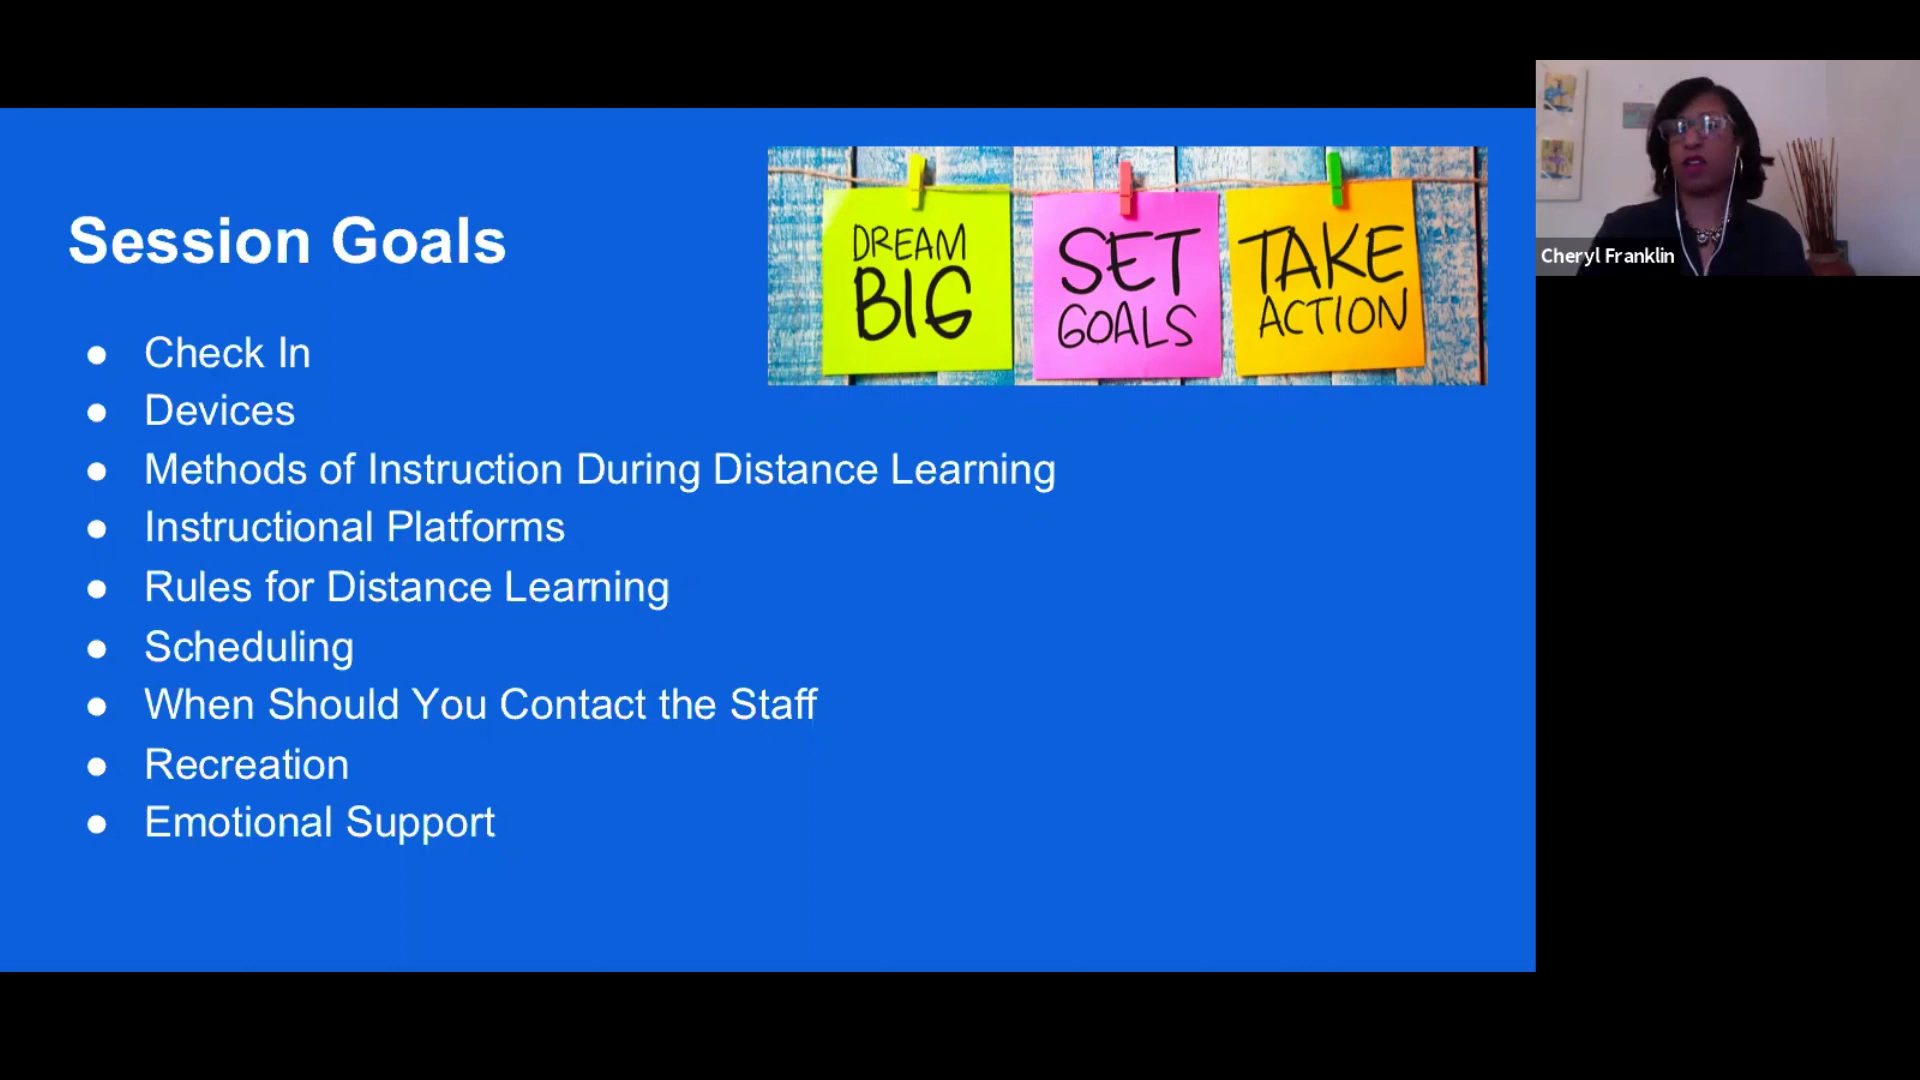 Session Goals
DREAM
BIG
SET
GOALS
TAKE
ACTION
Cheryl Franklin
● Check In
● Devices
● Methods of Instruction During Distance Learning
● Instructional Platforms
● Rules for Distance Learning
● Scheduling
● When Should You Contact the Staff
● Recreation
● Emotional Support